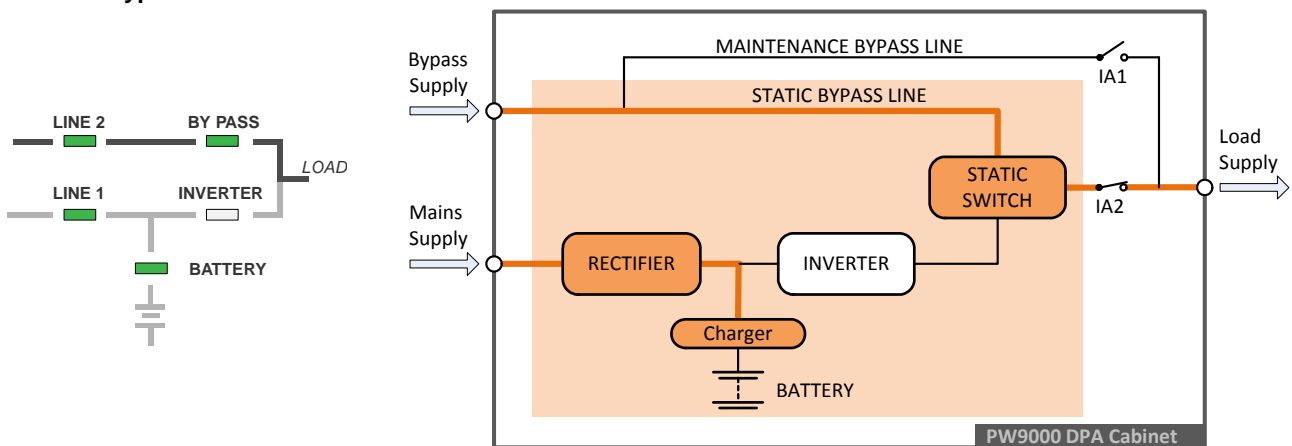 MAINTENANCE BYPASS LINE
Bypass
Supply
IA1
STATIC BYPASS LINE
LINE 2 BY PASS
LOAD
Load
Supply
STATIC
SWITCH
LINE 1 INVERTER
IA2
Mains
Supply
RECTIFIER
INVERTER
BATTERY
Charger
BATTERY
PW9000 DPA Cabinet